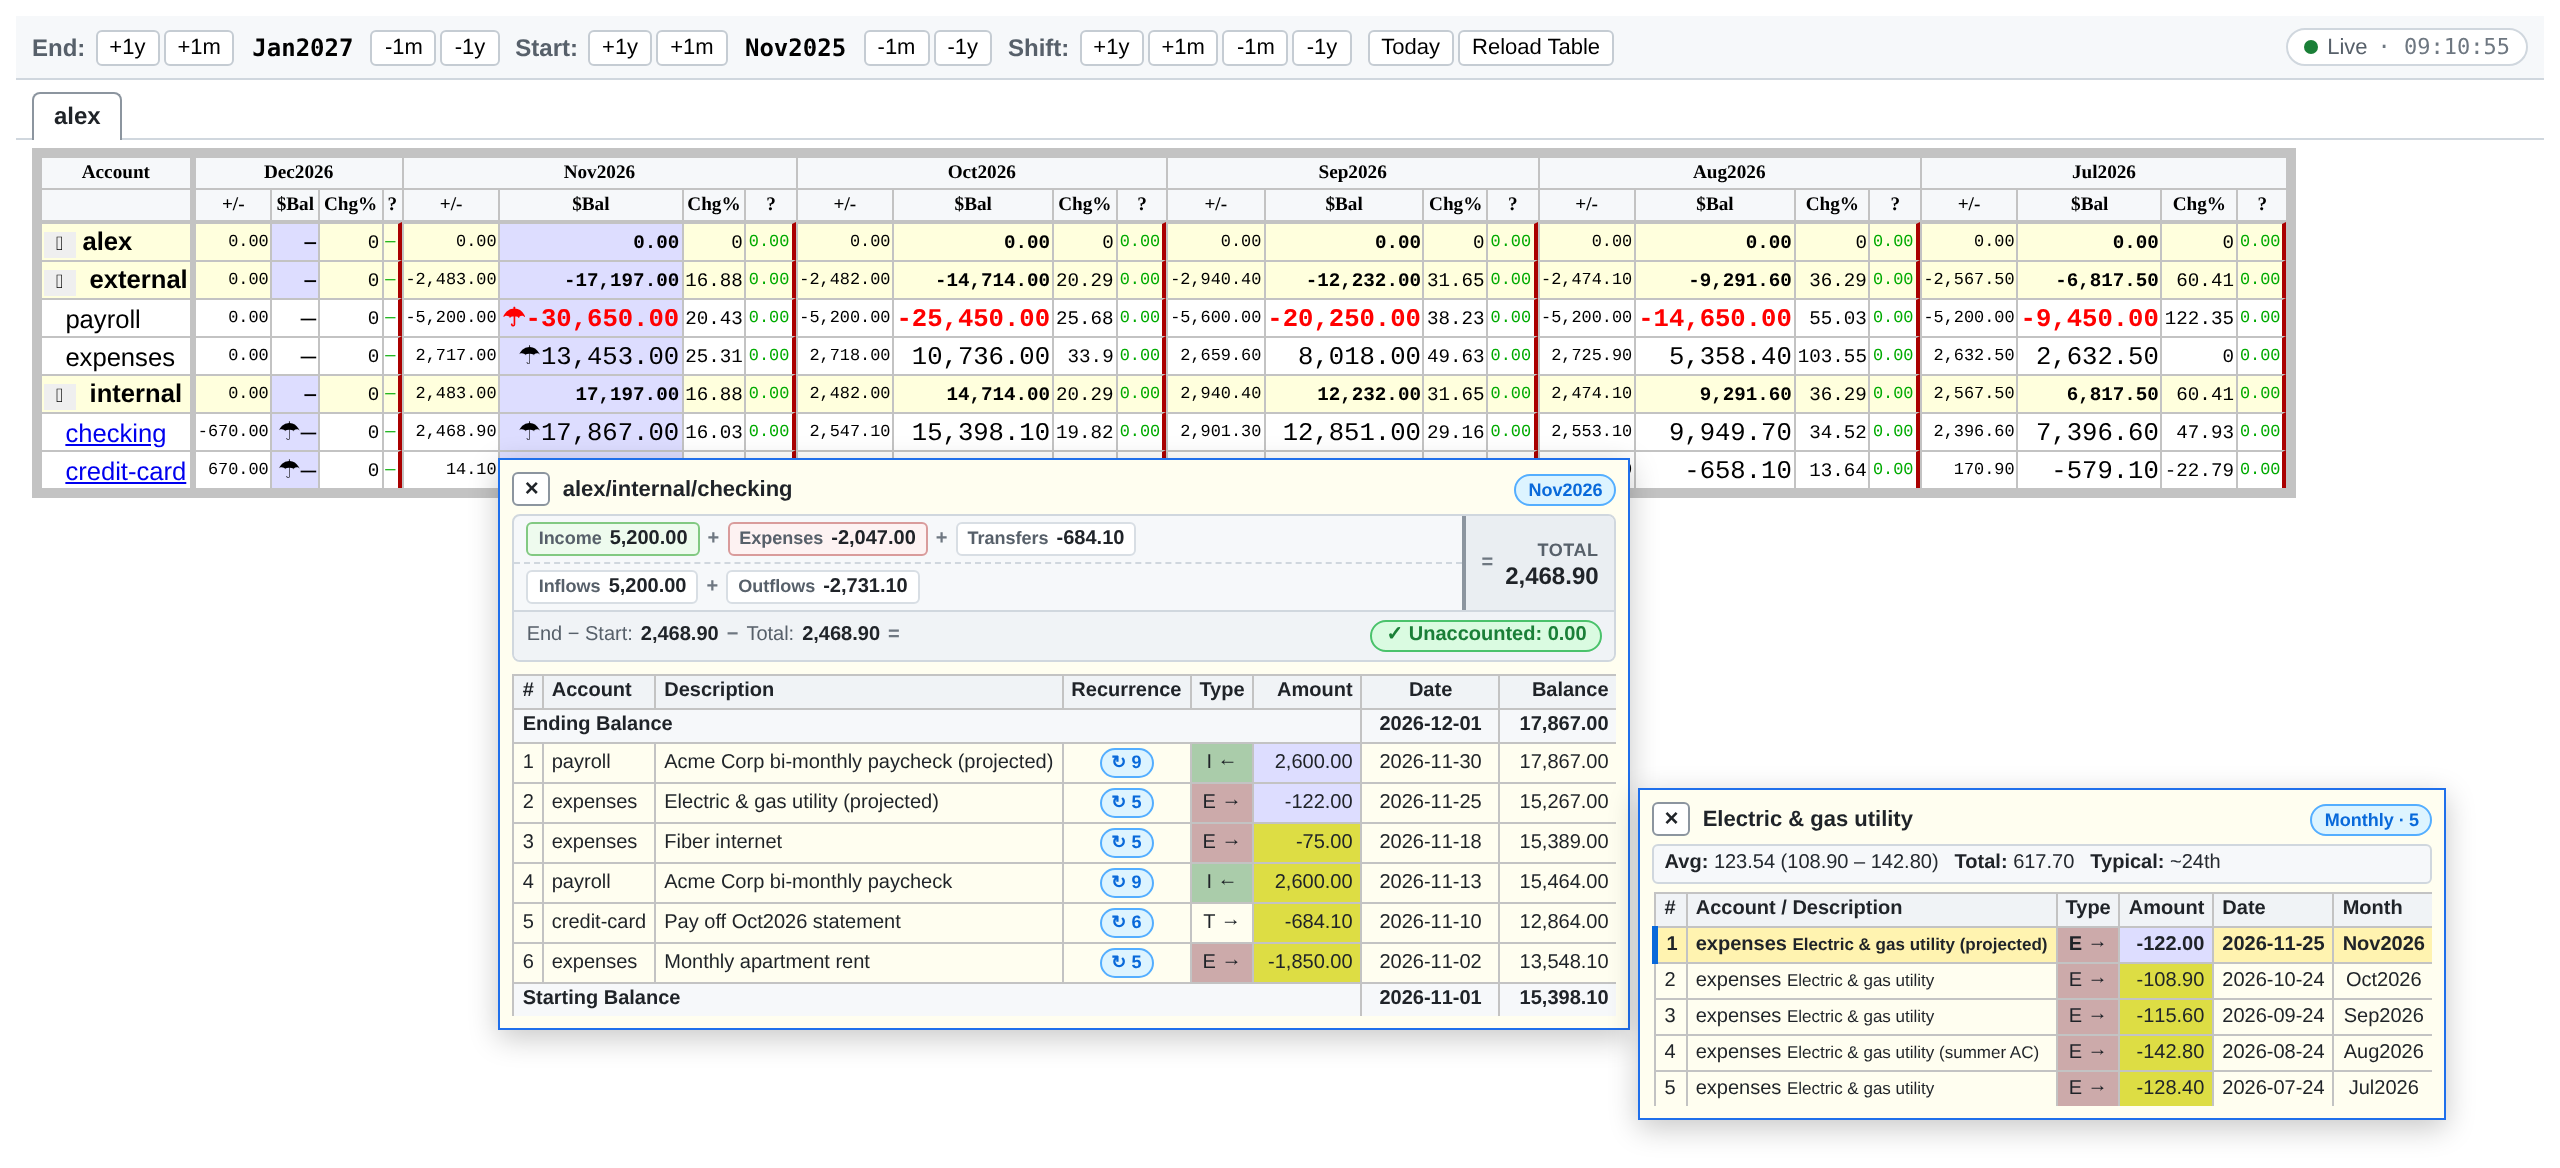 End: +1y +1m Jan2027 -1m -1y Start: +1y +1m Nov2025 -1m -1y Shift: +1y +1m -1m -1y Today Reload Table Live · 09:10:55
alex
Account Dec2026 Nov2026 Oct2026 Sep2026 Aug2026 Jul2026
+/- $Bal Chg% ? +/- $Bal Chg% ? +/- $Bal Chg% ? +/- $Bal Chg% ? +/- $Bal Chg% ? +/- $Bal Chg% ?
alex 0.00 — 0 — 0.00 0.00 0 0.00 0.00 0.00 0 0.00 0.00 0.00 0 0.00 0.00 0.00 0 0.00 0.00 0.00 0 0.00
external 0.00 — 0 — -2,483.00 -17,197.00 16.88 0.00 -2,482.00 -14,714.00 20.29 0.00 -2,940.40 -12,232.00 31.65 0.00 -2,474.10 -9,291.60 36.29 0.00 -2,567.50 -6,817.50 60.41 0.00
payroll 0.00 — 0 — -5,200.00 ☂-30,650.00 20.43 0.00 -5,200.00 -25,450.00 25.68 0.00 -5,600.00 -20,250.00 38.23 0.00 -5,200.00 -14,650.00 55.03 0.00 -5,200.00 -9,450.00 122.35 0.00
expenses 0.00 — 0 — 2,717.00 ☂13,453.00 25.31 0.00 2,718.00 10,736.00 33.9 0.00 2,659.60 8,018.00 49.63 0.00 2,725.90 5,358.40 103.55 0.00 2,632.50 2,632.50 0 0.00
internal 0.00 — 0 — 2,483.00 17,197.00 16.88 0.00 2,482.00 14,714.00 20.29 0.00 2,940.40 12,232.00 31.65 0.00 2,474.10 9,291.60 36.29 0.00 2,567.50 6,817.50 60.41 0.00
checking -670.00 ☂— 0 — 2,468.90 ☂17,867.00 16.03 0.00 2,547.10 15,398.10 19.82 0.00 2,901.30 12,851.00 29.16 0.00 2,553.10 9,949.70 34.52 0.00 2,396.60 7,396.60 47.93 0.00
credit-card 670.00 ☂— 0 — 14.10 -658.10 13.64 0.00 170.90 -579.10 -22.79 0.00
× alex/internal/checking Nov2026
Income 5,200.00 + Expenses -2,047.00 + Transfers -684.10
Inflows 5,200.00 + Outflows -2,731.10
= TOTAL
2,468.90
End − Start: 2,468.90 − Total: 2,468.90 = ✓ Unaccounted: 0.00
# Account Description Recurrence Type Amount Date Balance
Ending Balance 2026-12-01 17,867.00
1 payroll Acme Corp bi-monthly paycheck (projected) ↻ 9 I ← 2,600.00 2026-11-30 17,867.00
2 expenses Electric & gas utility (projected) ↻ 5 E → -122.00 2026-11-25 15,267.00
3 expenses Fiber internet ↻ 5 E → -75.00 2026-11-18 15,389.00
4 payroll Acme Corp bi-monthly paycheck ↻ 9 I ← 2,600.00 2026-11-13 15,464.00
5 credit-card Pay off Oct2026 statement ↻ 6 T → -684.10 2026-11-10 12,864.00
6 expenses Monthly apartment rent ↻ 5 E → -1,850.00 2026-11-02 13,548.10
Starting Balance 2026-11-01 15,398.10
× Electric & gas utility Monthly · 5
Avg: 123.54 (108.90 – 142.80) Total: 617.70 Typical: ~24th
# Account / Description Type Amount Date Month
1 expenses Electric & gas utility (projected) E → -122.00 2026-11-25 Nov2026
2 expenses Electric & gas utility E → -108.90 2026-10-24 Oct2026
3 expenses Electric & gas utility E → -115.60 2026-09-24 Sep2026
4 expenses Electric & gas utility (summer AC) E → -142.80 2026-08-24 Aug2026
5 expenses Electric & gas utility E → -128.40 2026-07-24 Jul2026